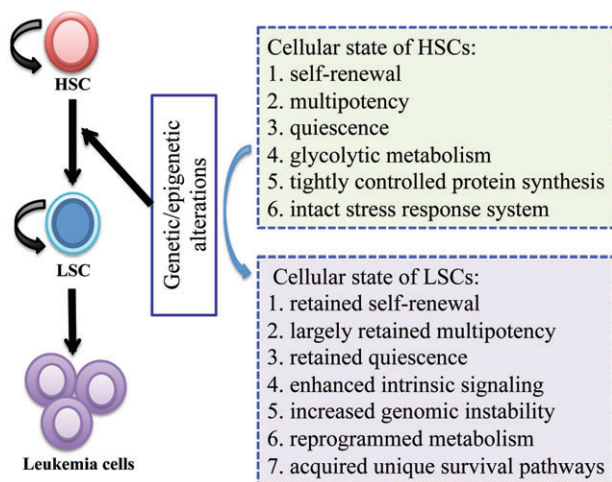 HSC
LSC
Leukemia cells
Genetic/epigenetic
alterations
Cellular state of HSCs:
1. self-renewal
2. multipotency
3. quiescence
4. glycolytic metabolism
5. tightly controlled protein synthesis
6. intact stress response system
Cellular state of LSCs:
1. retained self-renewal
2. largely retained multipotency
3. retained quiescence
4. enhanced intrinsic signaling
5. increased genomic instability
6. reprogrammed metabolism
7. acquired unique survival pathways